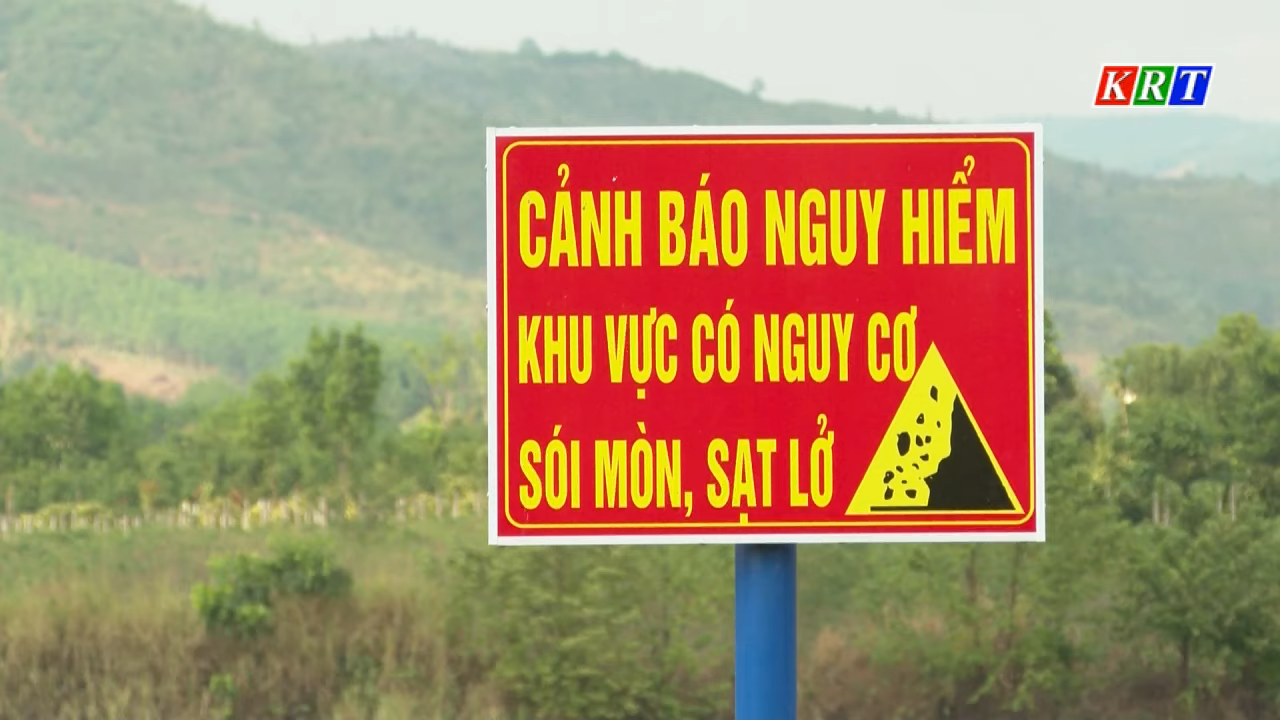 KRT
CẢNH BÁO NGUY HIỂM
KHU VỰC CÓ NGUY CƠ
SÓI MÒN, SẠT LỞ